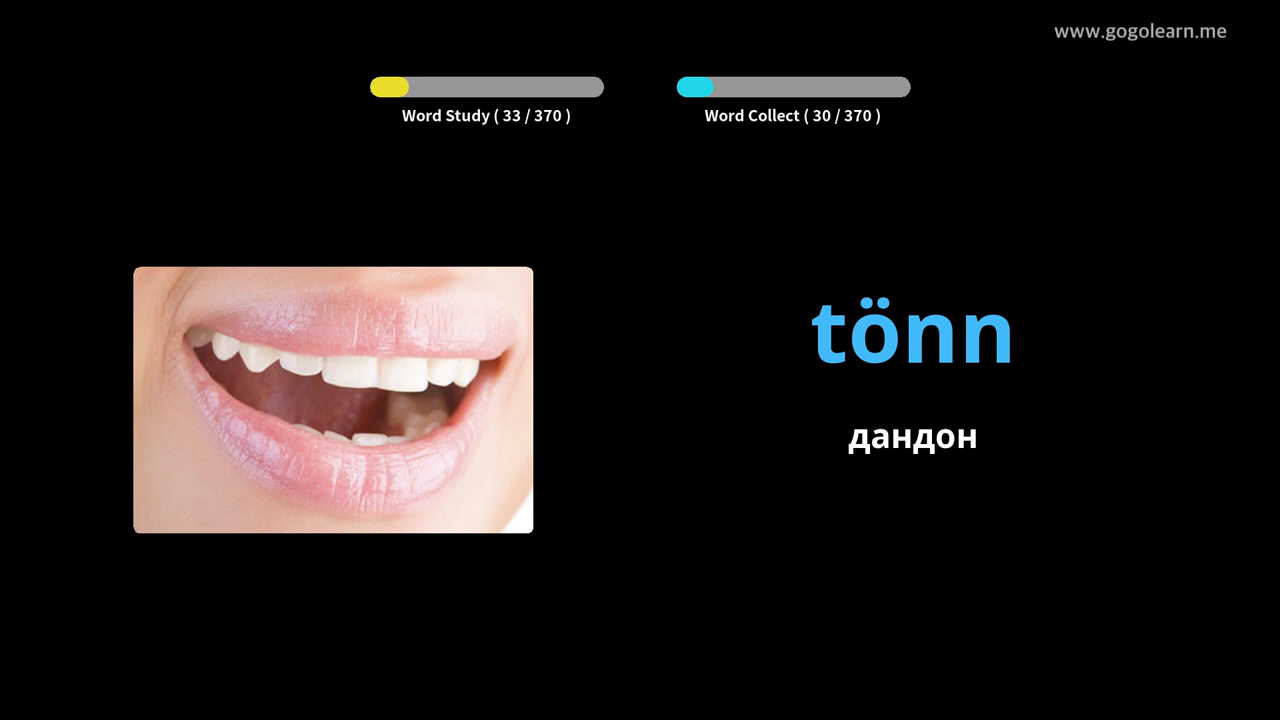 www.gogolearn.me
Word Study ( 33 / 370 )
Word Collect ( 30 / 370 )
tönn
дандон